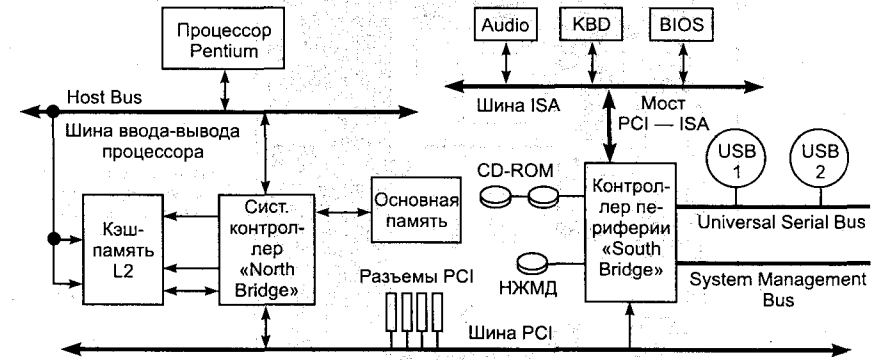 Процессор
Pentium
Audio
KBD
BIOS
Host Bus
Шина ISA
Мост
PCI — ISA
Шина ввода-вывода
процессора
USB
1
USB
2
CD-ROM
Кэш-
память
L2
Сист.
контрол-
лер
«North
Bridge»
Основная
память
Контрол-
лер пе-
риферии
«South
Bridge»
Universal Serial Bus
Разъемы PCI
НЖМД
System Management
Bus
Шина PCI